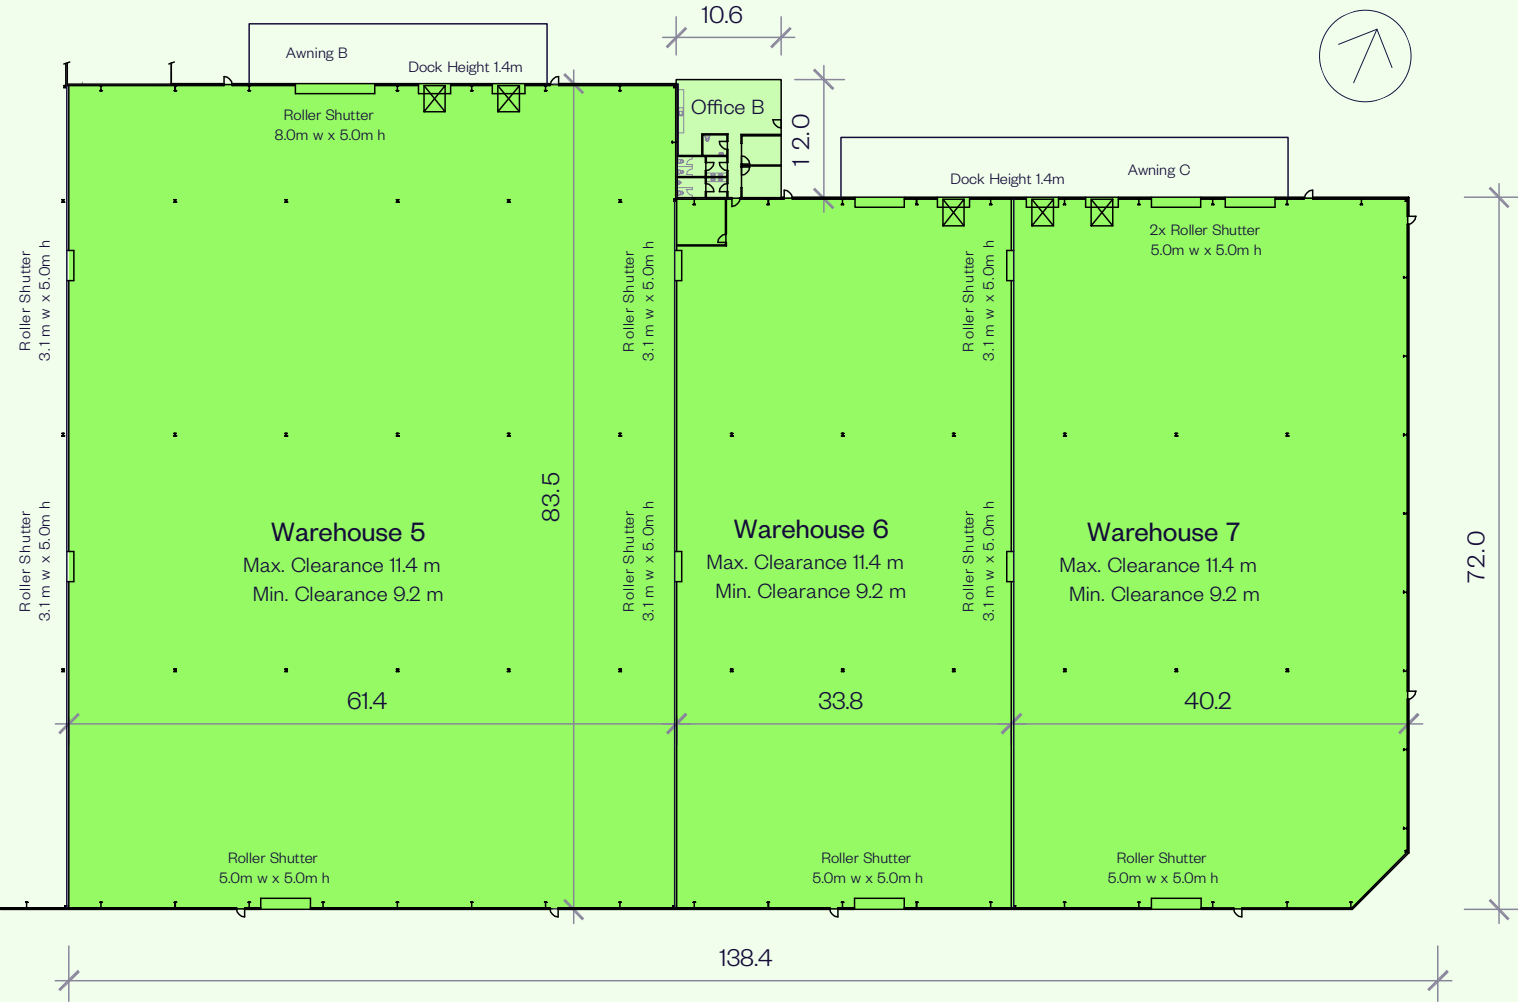 10.6
Awning B
Dock Height 1.4m
Office B
12.0
Roller Shutter
8.0m w x 5.0m h
Dock Height 1.4m
Awning C
2x Roller Shutter
5.0m w x 5.0m h
Roller Shutter
3.1m w x 5.0m h
Roller Shutter
3.1m w x 5.0m h
Roller Shutter
3.1m w x 5.0m h
83.5
Roller Shutter
3.1m w x 5.0m h
Roller Shutter
3.1m w x 5.0m h
Roller Shutter
3.1m w x 5.0m h
Warehouse 5
Max. Clearance 11.4 m
Min. Clearance 9.2 m
Warehouse 6
Max. Clearance 11.4 m
Min. Clearance 9.2 m
Warehouse 7
Max. Clearance 11.4 m
Min. Clearance 9.2 m
72.0
61.4
33.8
40.2
Roller Shutter
5.0m w x 5.0m h
Roller Shutter
5.0m w x 5.0m h
Roller Shutter
5.0m w x 5.0m h
138.4